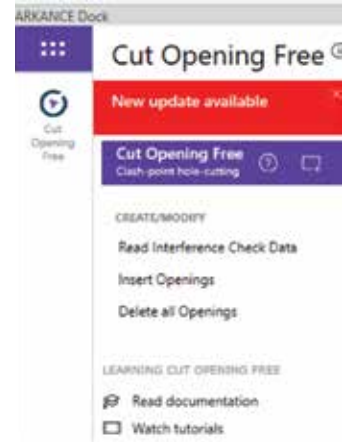 ARKANCE Dock
Cut Opening Free
New update available
Cut
Opening
Free
Cut Opening Free
Clash-point hole-cutting
CREATE/MODIFY
Read Interference Check Data
Insert Openings
Delete all Openings
LEARNING CUT OPENING FREE
Read documentation
Watch tutorials